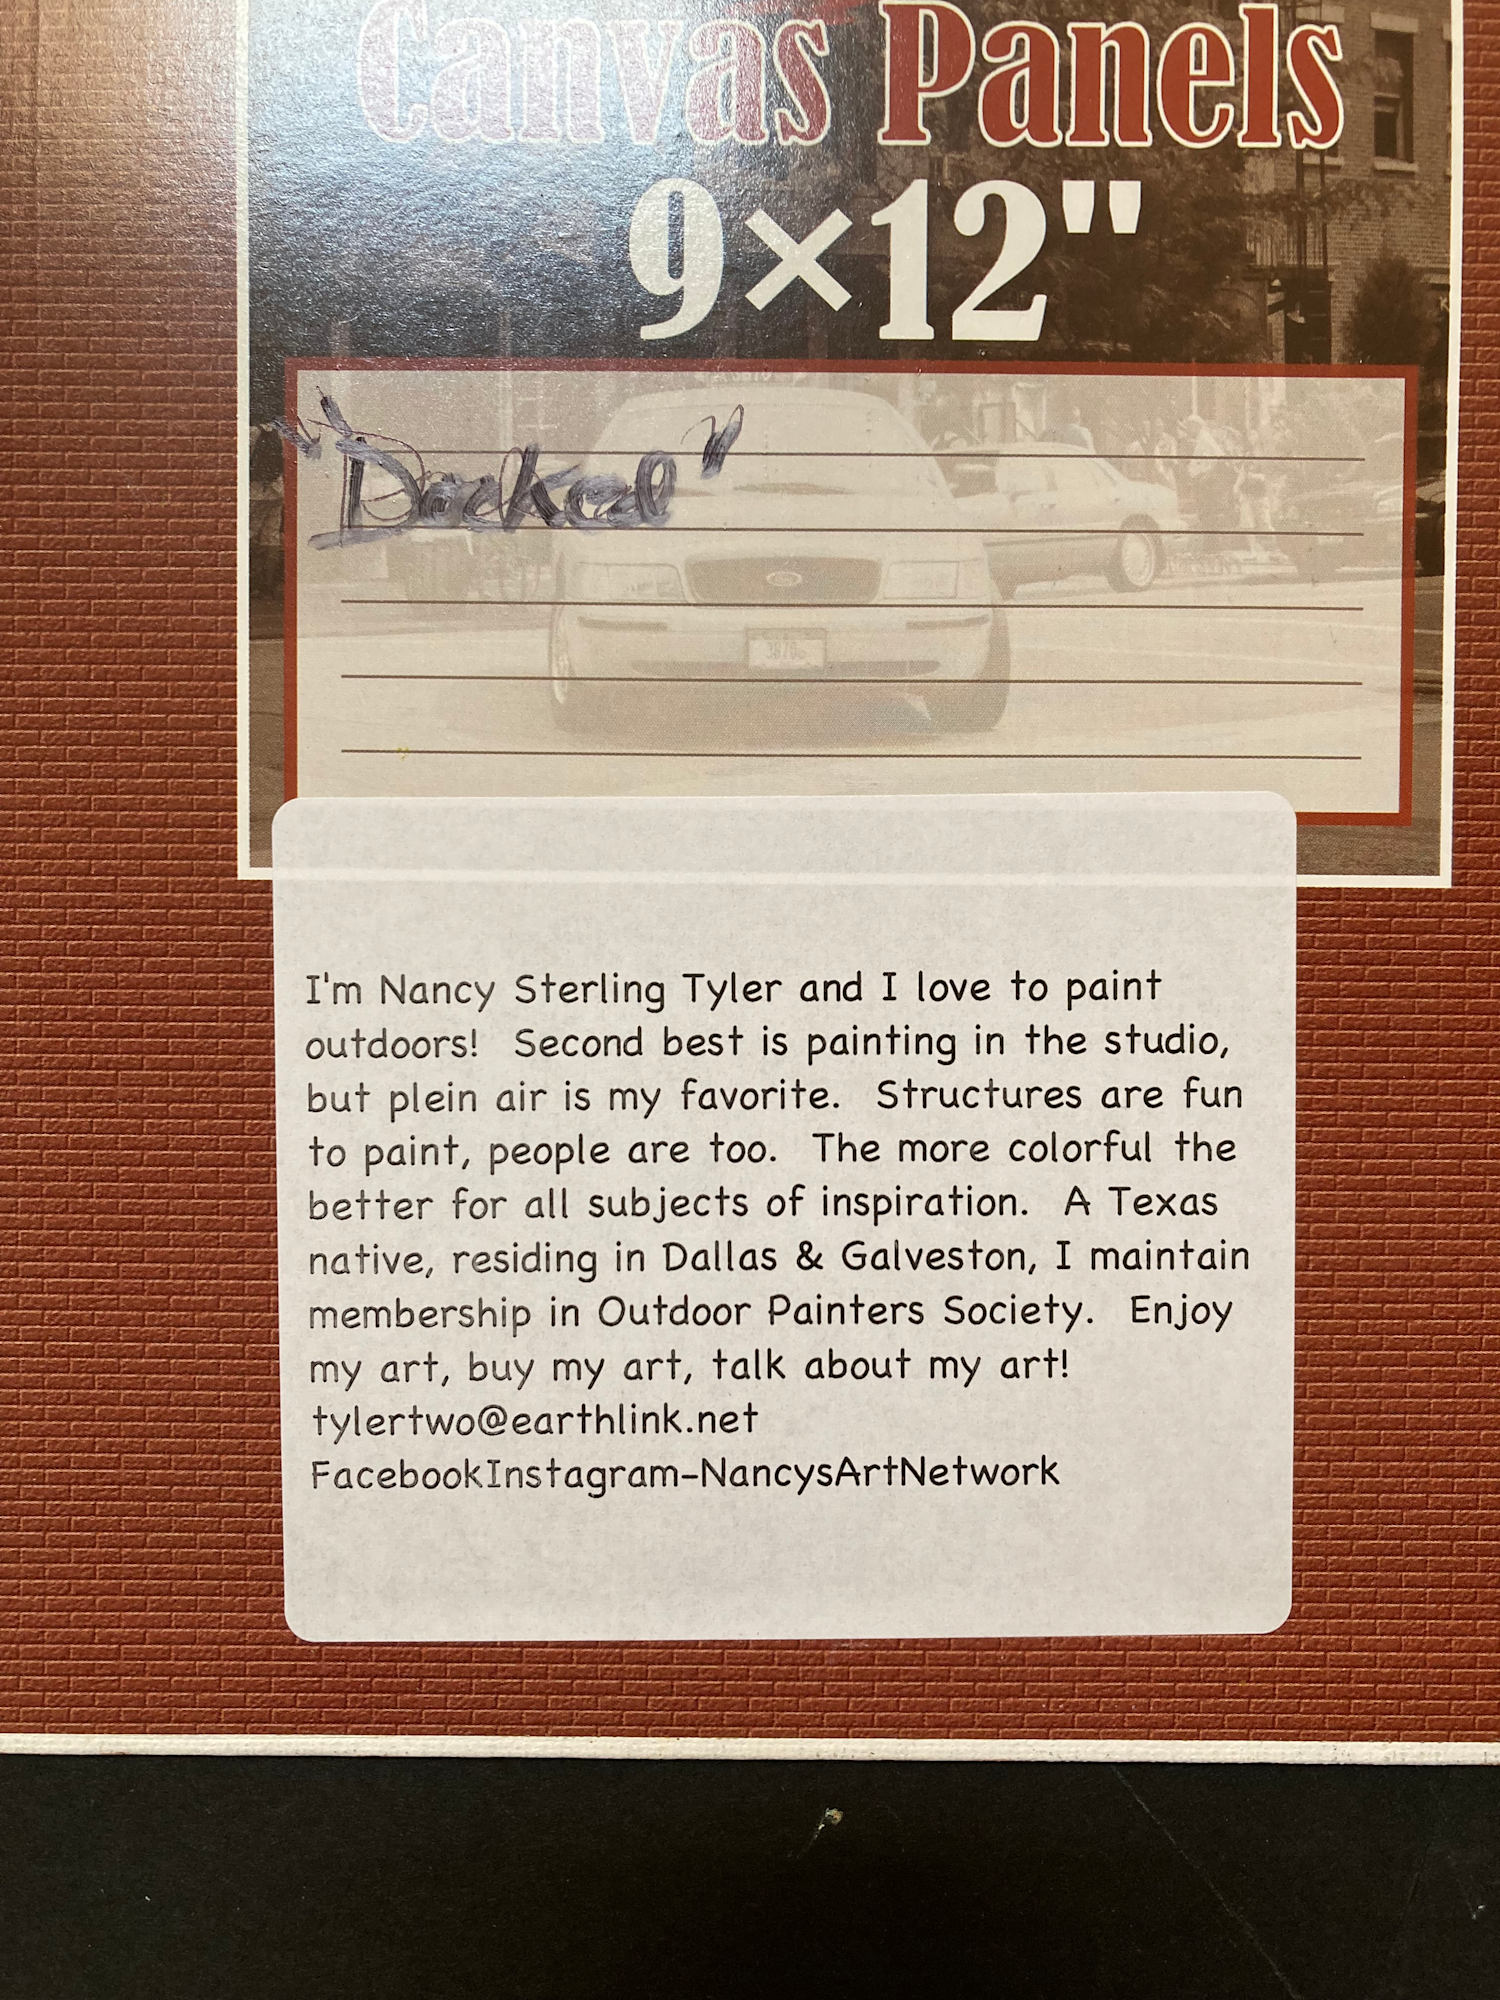 Canvas Panels
9×12"
"Docked"
I'm Nancy Sterling Tyler and I love to paint
outdoors! Second best is painting in the studio,
but plein air is my favorite. Structures are fun
to paint, people are too. The more colorful the
better for all subjects of inspiration. A Texas
native, residing in Dallas & Galveston, I maintain
membership in Outdoor Painters Society. Enjoy
my art, buy my art, talk about my art!
tylertwo@earthlink.net
FacebookInstagram-NancysArtNetwork